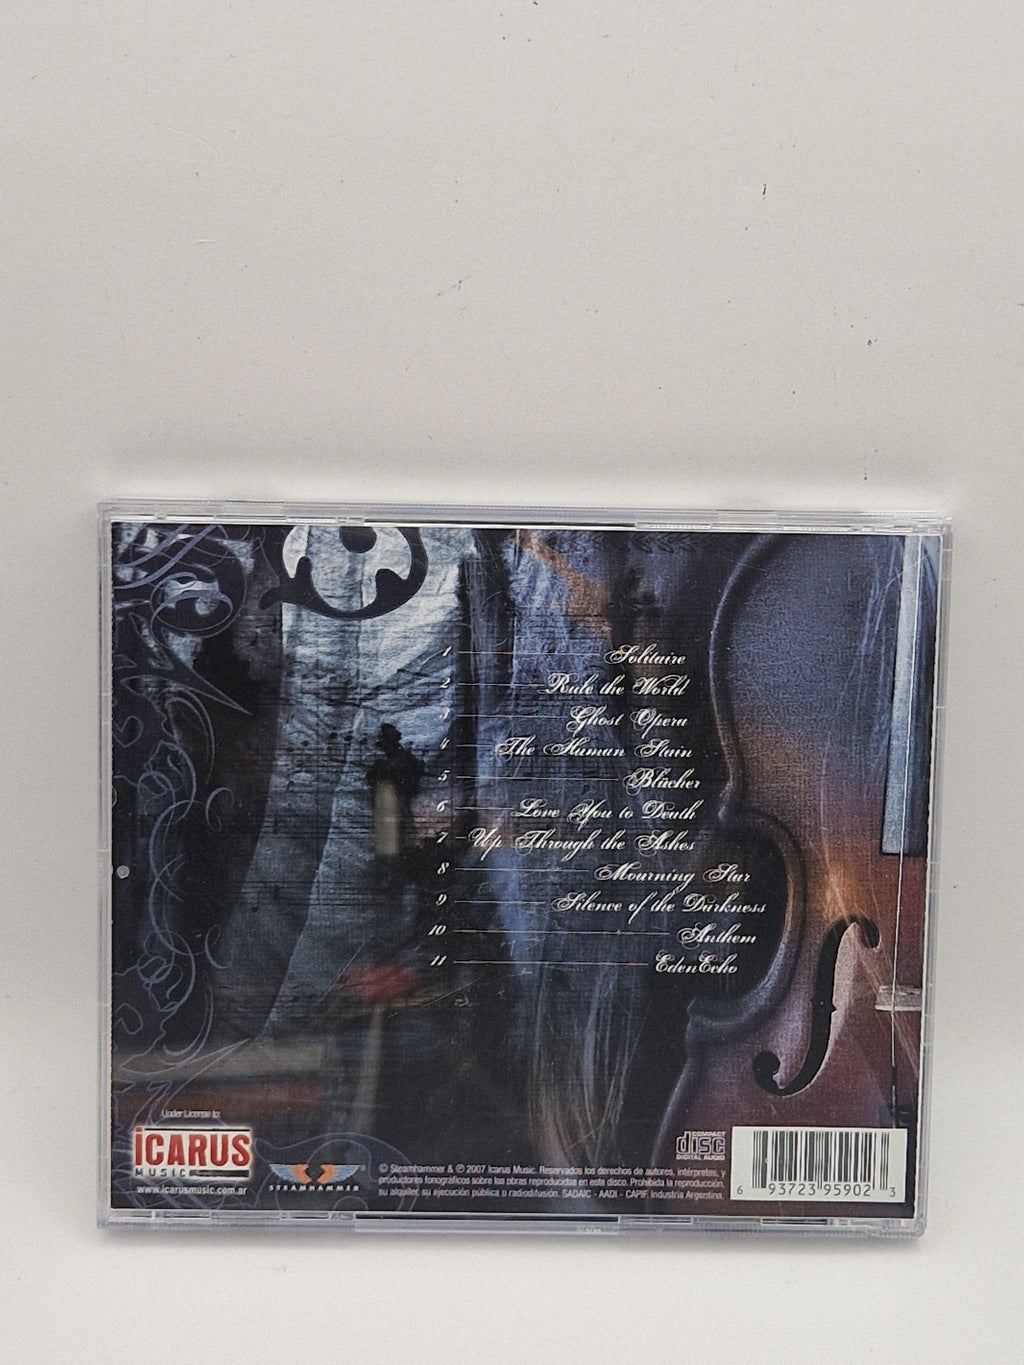 1 Solitaire
2 Rule the World
3 Ghost Opera
4 The Human Stain
5 Blücher
6 Love You to Death
7 Up Through the Ashes
8 Mourning Star
9 Silence of the Darkness
10 Anthem
11 EdenEcho
Under License to:
iCARUS
MUSIC
www.icarusmusic.com.ar
STEAMHAMMER
© Steamhammer & ℗ 2007 Icarus Music. Reservados los derechos de autores, intérpretes, y
productores fonográficos sobre las obras reproducidas en este disco. Prohibida la reproducción,
su alquiler, su ejecución pública o radiodifusión. SADAIC - AADI - CAPIF. Industria Argentina.
COMPACT
disc
DIGITAL AUDIO
6 93723 95902 3